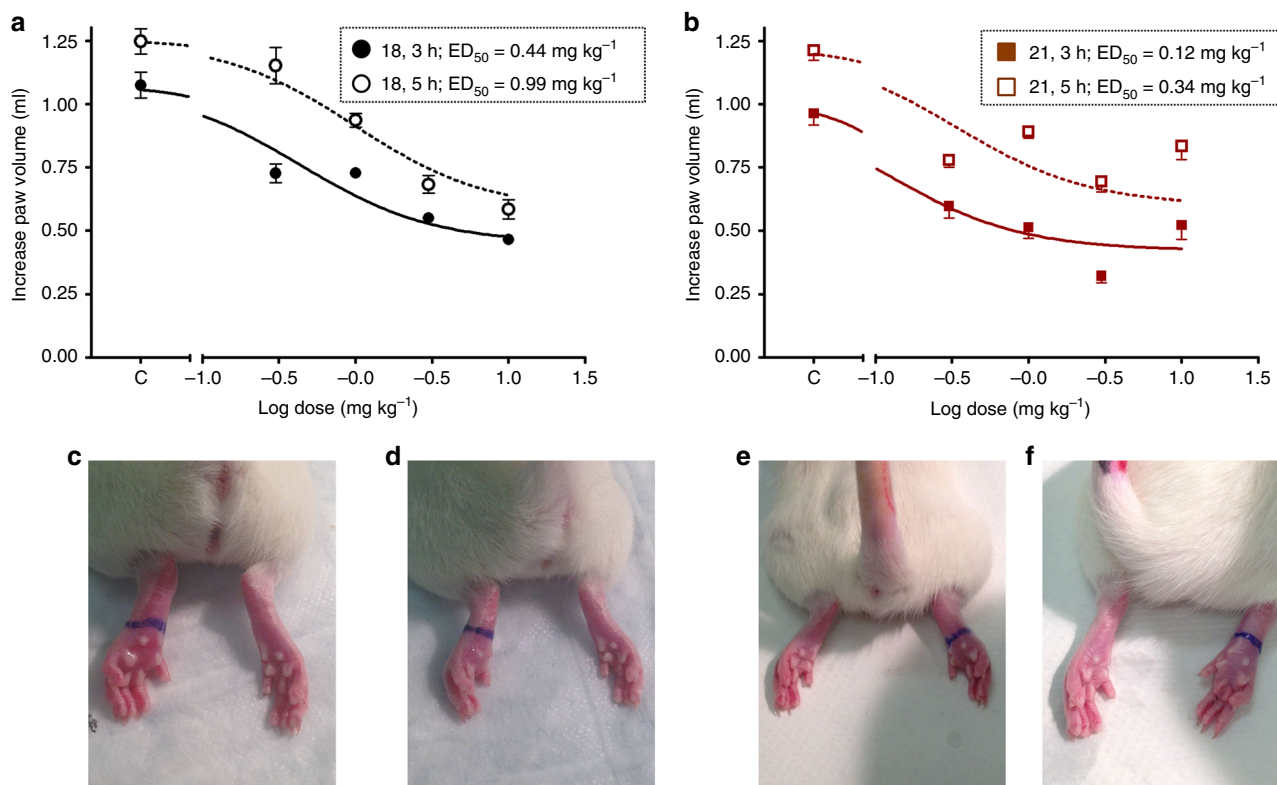 a
18, 3 h; ED50 = 0.44 mg kg−1
18, 5 h; ED50 = 0.99 mg kg−1
Increase paw volume (ml)
1.25
1.00
0.75
0.50
0.25
0.00
C
−1.0
−0.5
−0.0
−0.5
1.0
1.5
Log dose (mg kg−1)
b
21, 3 h; ED50 = 0.12 mg kg−1
21, 5 h; ED50 = 0.34 mg kg−1
Increase paw volume (ml)
1.25
1.00
0.75
0.50
0.25
0.00
C
−1.0
−0.5
−0.0
−0.5
1.0
1.5
Log dose (mg kg−1)
c
d
e
f